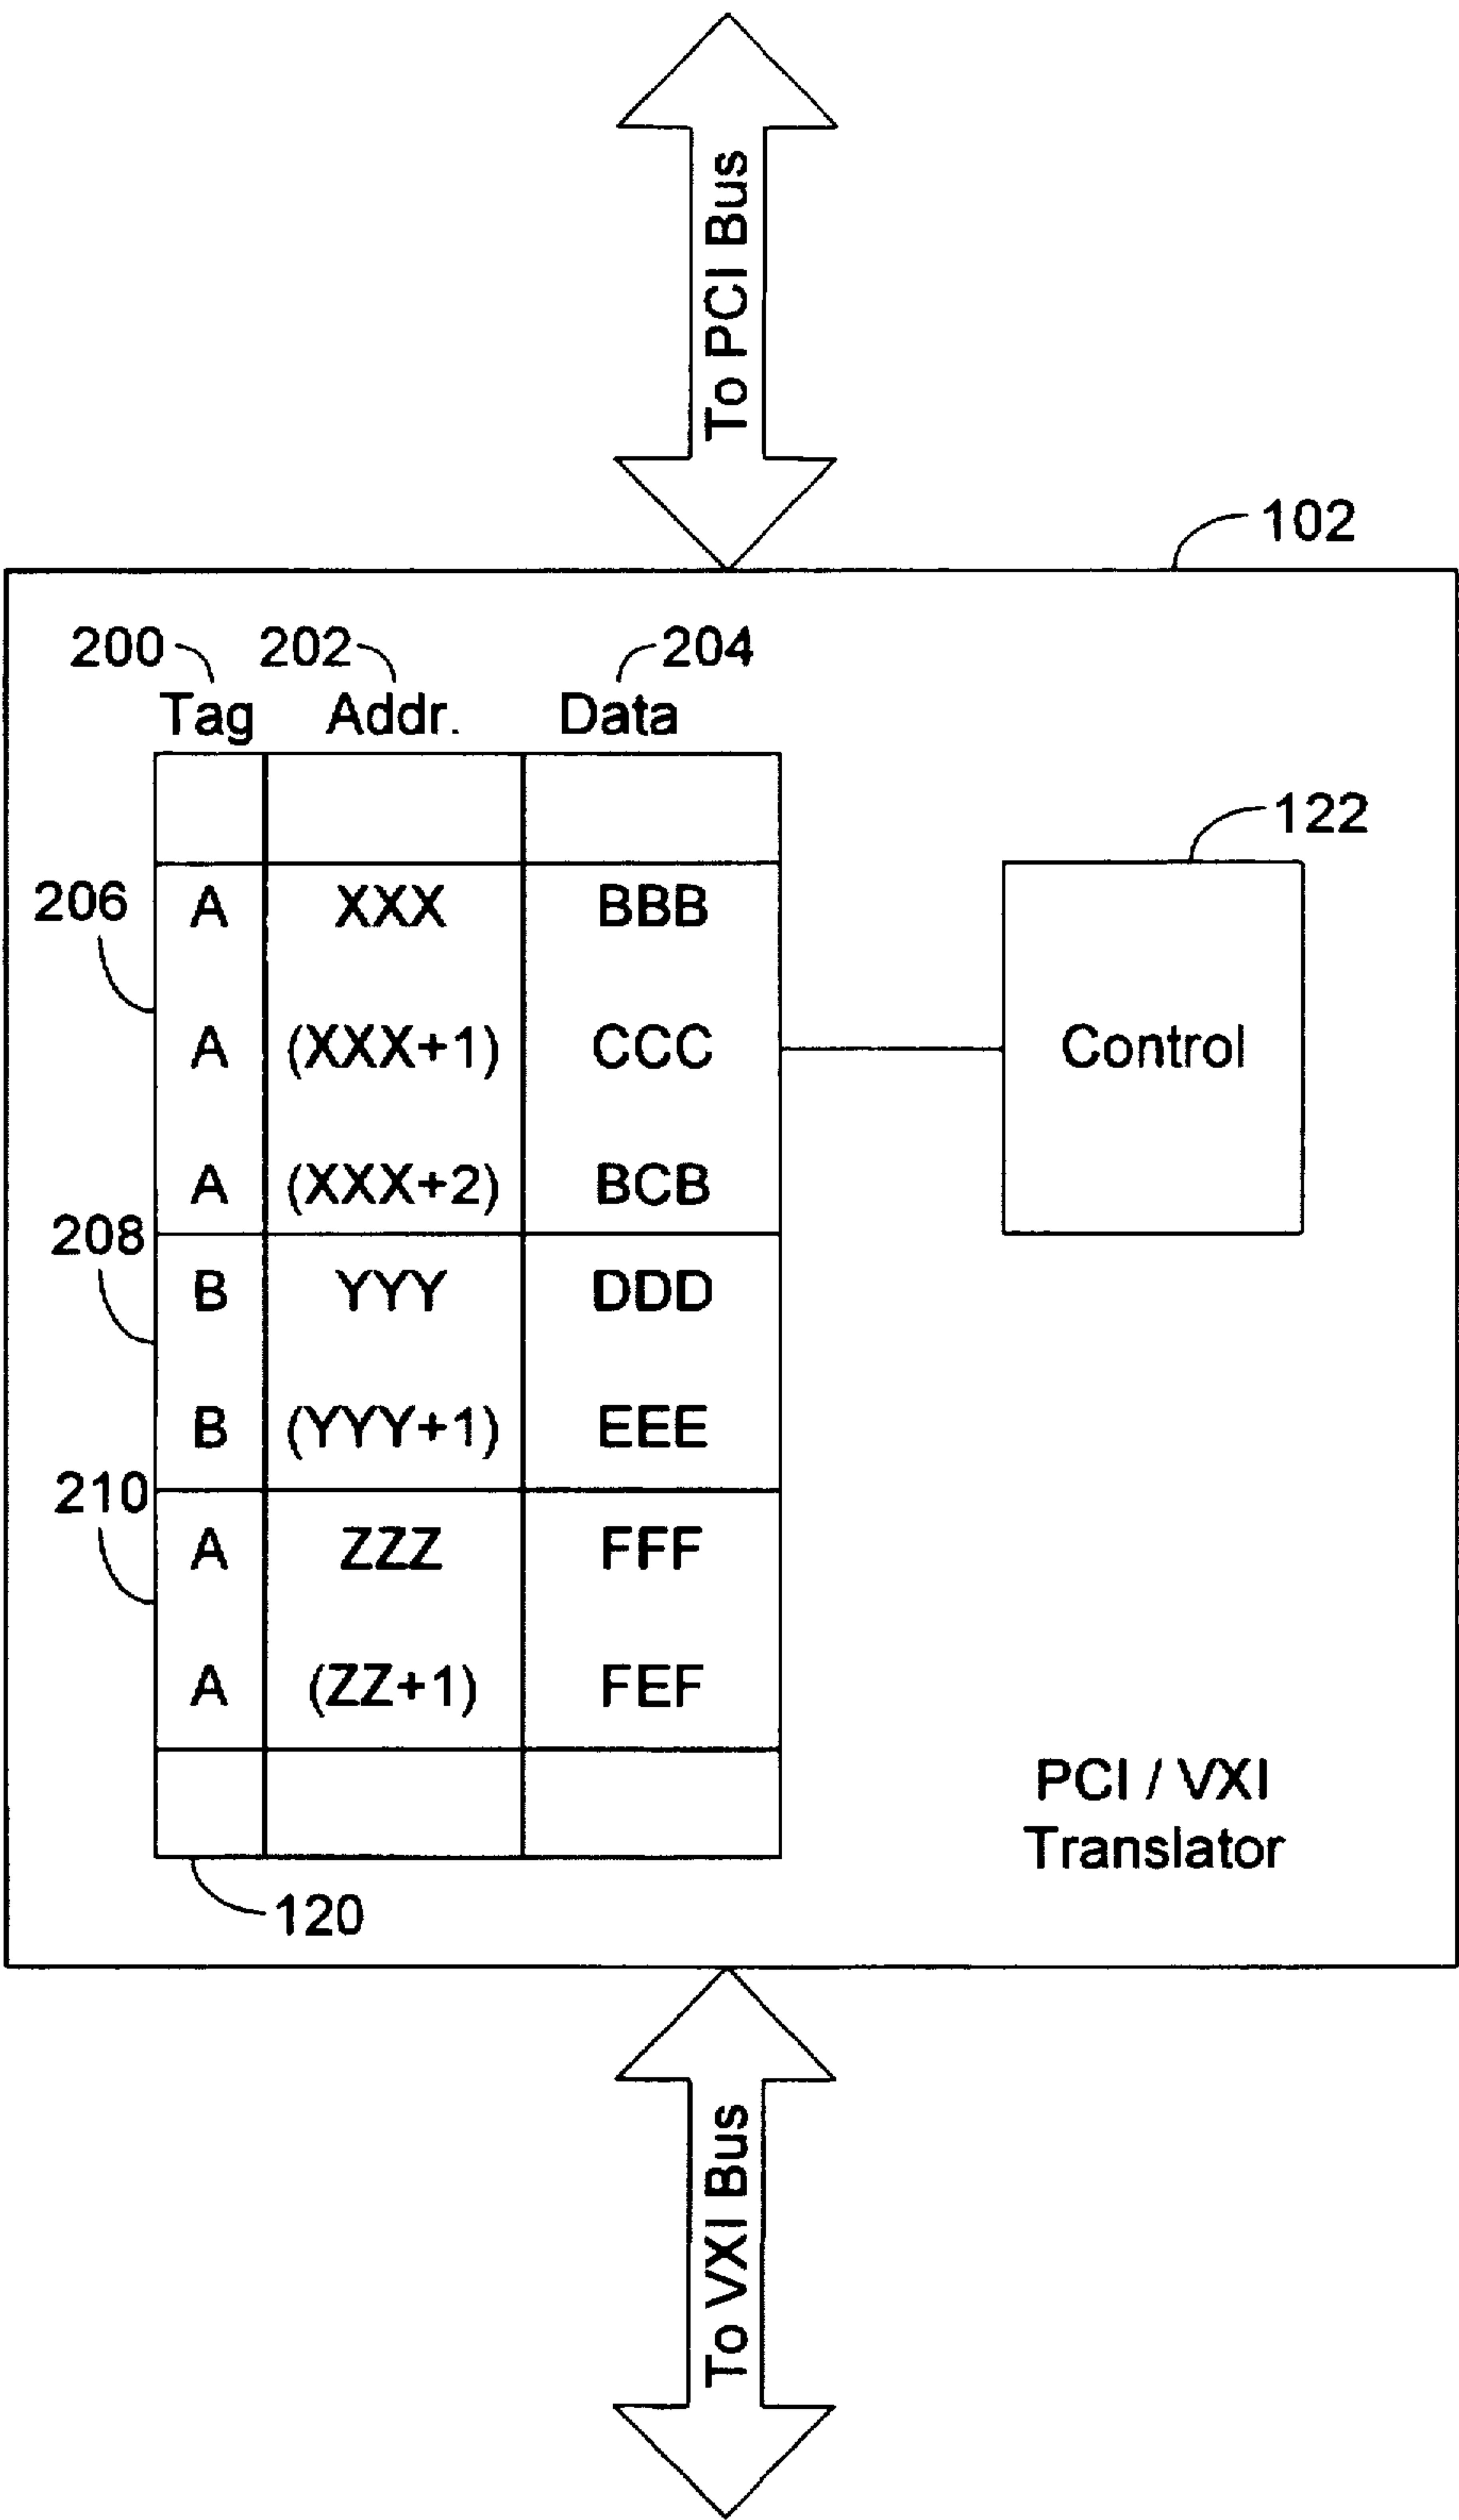 To PCI Bus
102
200 202 204
Tag Addr. Data
122
206
A XXX BBB
A (XXX+1) CCC
Control
A (XXX+2) BCB
208
B YYY DDD
B (YYY+1) EEE
210
A ZZZ FFF
A (ZZ+1) FEF
PCI / VXI
Translator
120
To VXI Bus